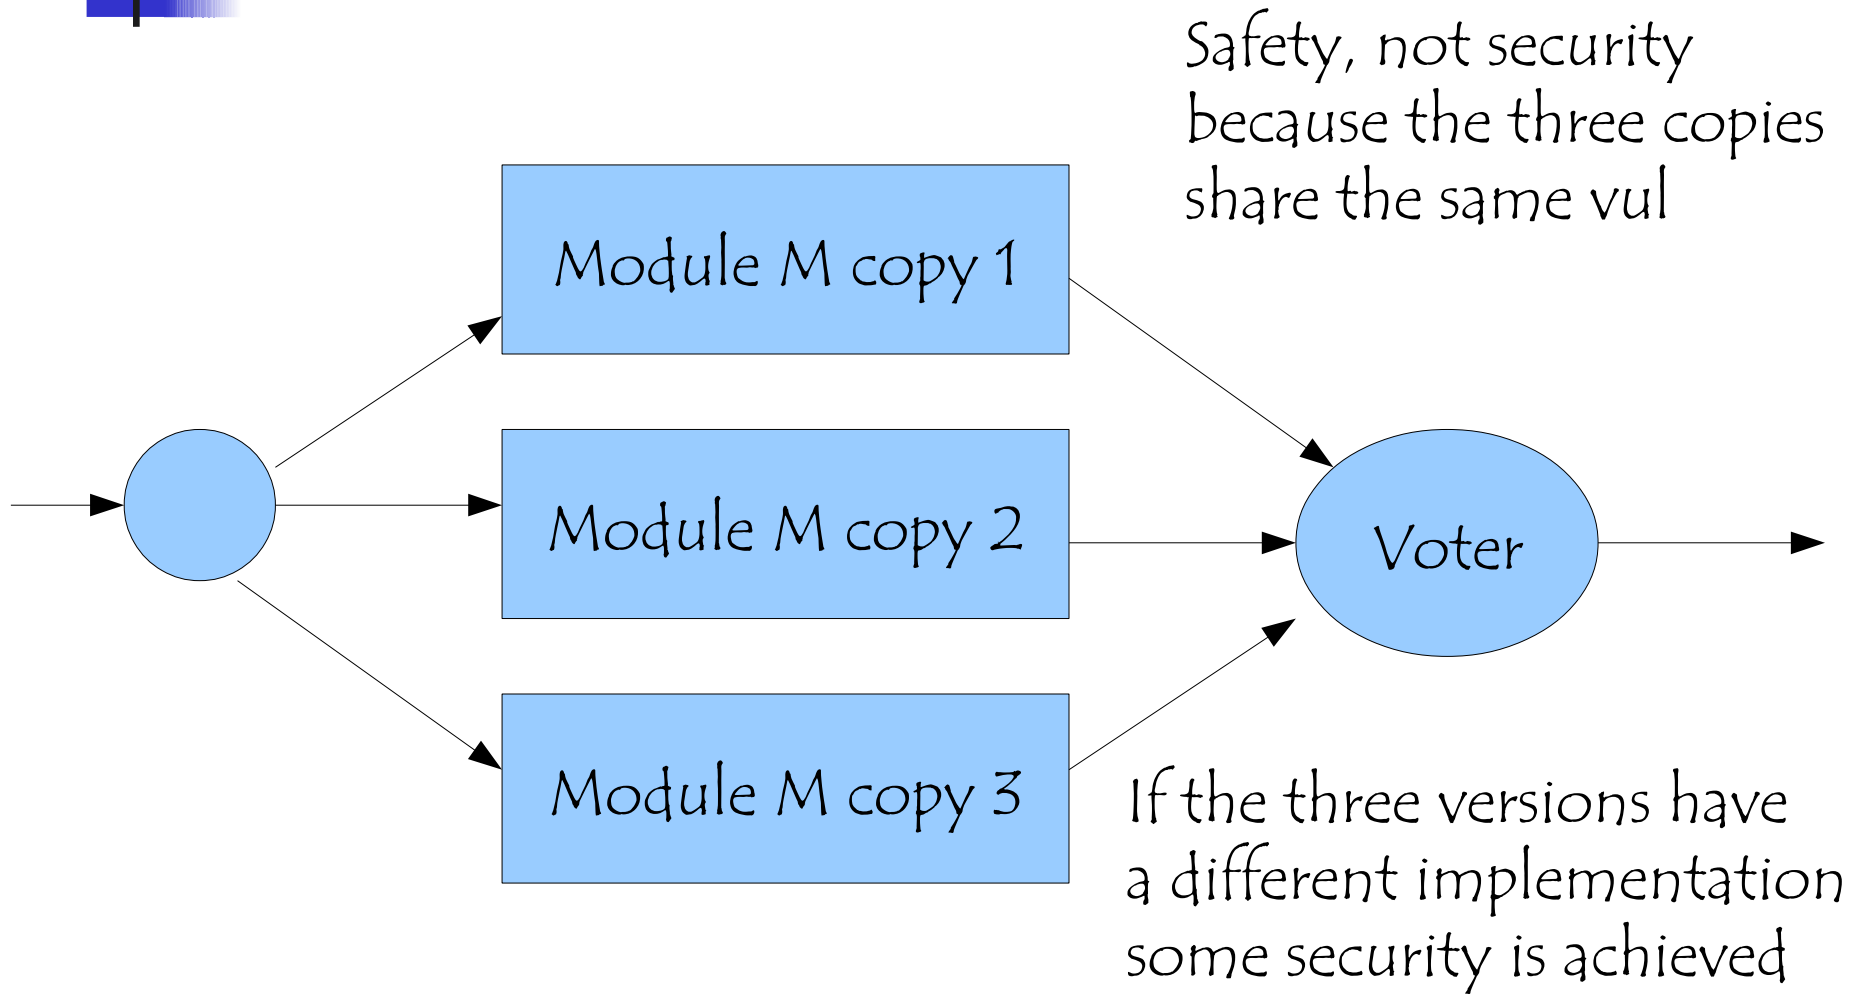 Safety, not security
because the three copies
share the same vul
Module M copy 1
Module M copy 2
Voter
Module M copy 3
If the three versions have
a different implementation
some security is achieved